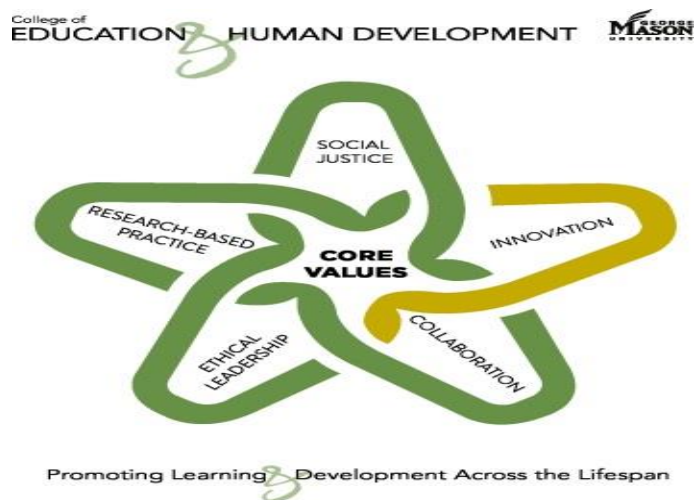 College of
EDUCATION & HUMAN DEVELOPMENT
GEORGE
MASON
UNIVERSITY
SOCIAL
JUSTICE
RESEARCH-BASED
PRACTICE
INNOVATION
CORE
VALUES
ETHICAL
LEADERSHIP
COLLABORATION
Promoting Learning & Development Across the Lifespan